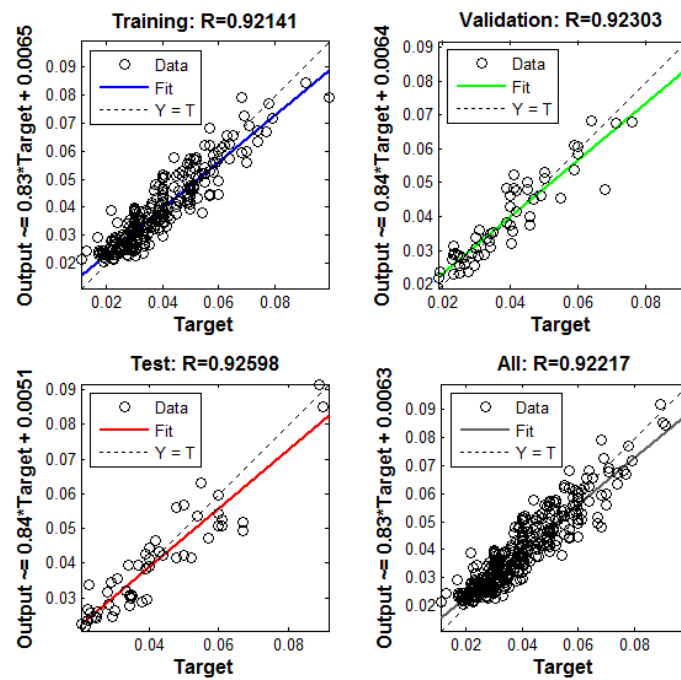 Training: R=0.92141
Output ~= 0.83*Target + 0.0065
0.09
0.08
0.07
0.06
0.05
0.04
0.03
0.02
Data
Fit
Y = T
0.02 0.04 0.06 0.08
Target
Validation: R=0.92303
Output ~= 0.84*Target + 0.0064
0.09
0.08
0.07
0.06
0.05
0.04
0.03
0.02
Data
Fit
Y = T
0.02 0.04 0.06 0.08
Target
Test: R=0.92598
Output ~= 0.84*Target + 0.0051
0.09
0.08
0.07
0.06
0.05
0.04
0.03
Data
Fit
Y = T
0.04 0.06 0.08
Target
All: R=0.92217
Output ~= 0.83*Target + 0.0063
0.09
0.08
0.07
0.06
0.05
0.04
0.03
0.02
Data
Fit
Y = T
0.02 0.04 0.06 0.08
Target